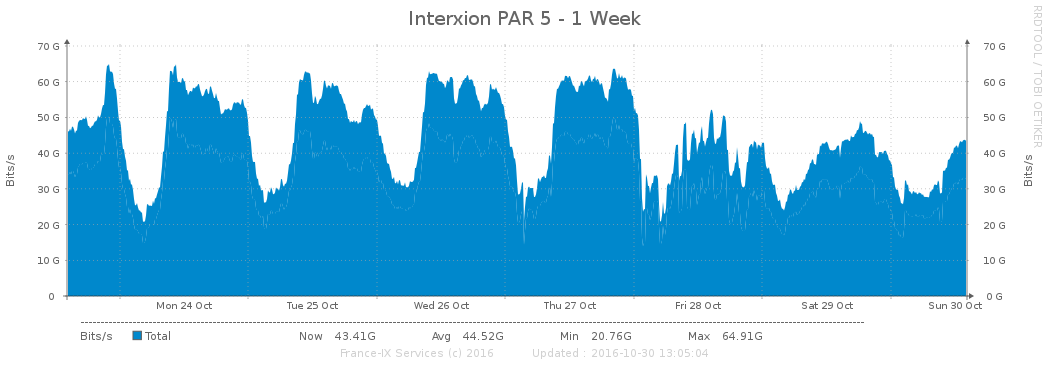 Interxion PAR 5 - 1 Week
RRDTOOL / TOBI OETIKER
Bits/s
70 G 70 G
60 G 60 G
50 G 50 G
40 G 40 G
30 G 30 G
20 G 20 G
10 G 10 G
0 0 G
Bits/s
Mon 24 Oct Tue 25 Oct Wed 26 Oct Thu 27 Oct Fri 28 Oct Sat 29 Oct Sun 30 Oct
Bits/s Total Now 43.41G Avg 44.52G Min 20.76G Max 64.91G
France-IX Services (c) 2016 Updated : 2016-10-30 13:05:04